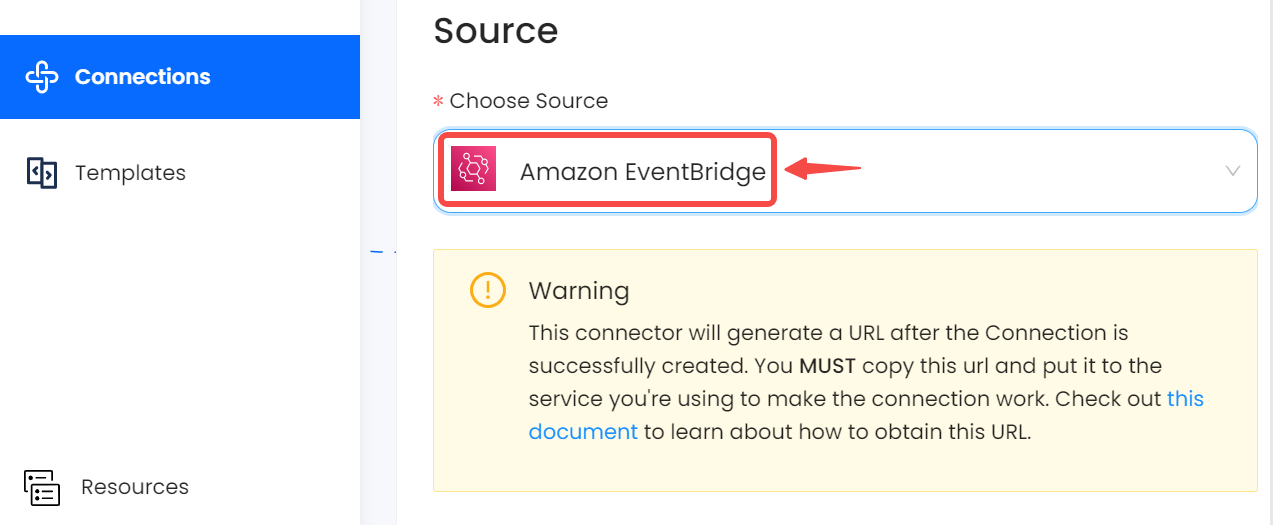 Source
Connections
* Choose Source
Templates
Amazon EventBridge
Warning
This connector will generate a URL after the Connection is
successfully created. You MUST copy this url and put it to the
service you're using to make the connection work. Check out this
document to learn about how to obtain this URL.
Resources